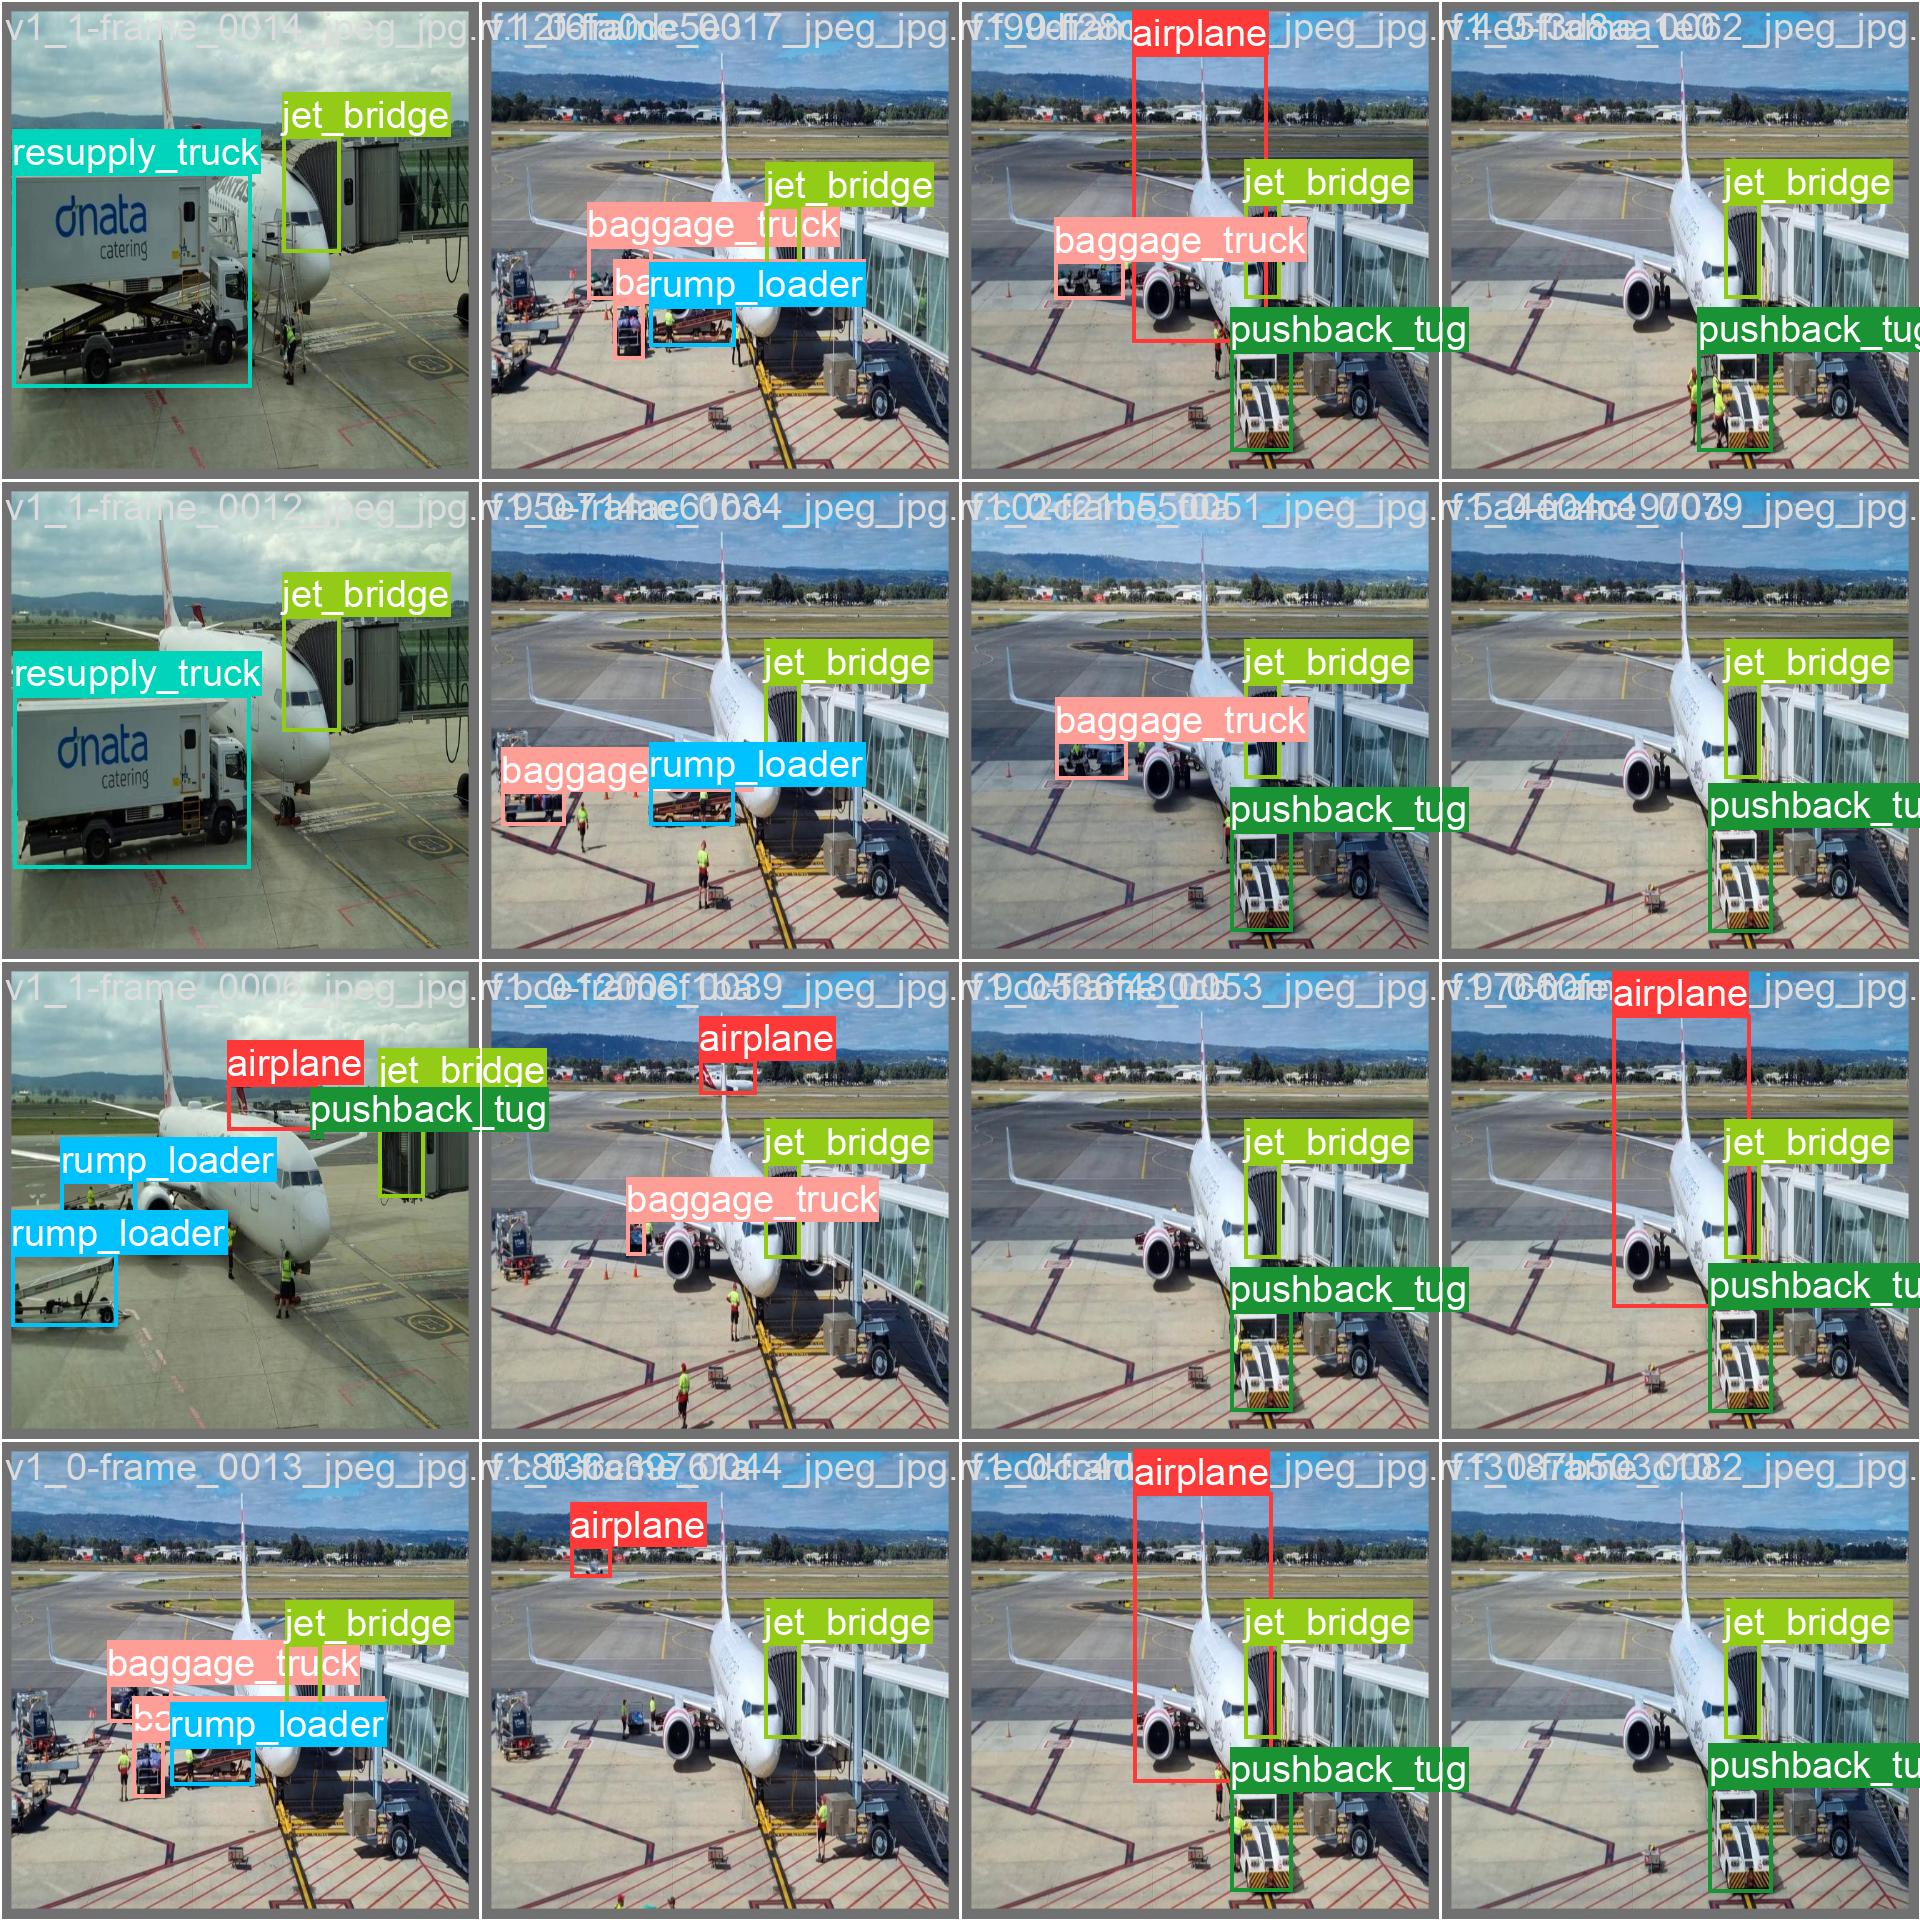 v1_1-frame_0014_jpeg_jpg.
airplane
jet_bridge
resupply_truck
dnata
catering
jet_bridge
baggage_truck
ba
rump_loader
jet_bridge
baggage_truck
pushback_tug
jet_bridge
pushback_tug
v1_1-frame_0012_jpeg_jpg.
jet_bridge
resupply_truck
dnata
catering
jet_bridge
baggage
rump_loader
jet_bridge
baggage_truck
pushback_tug
jet_bridge
pushback_tu
v1_1-frame_0006_jpeg_jpg.
airplane
jet_bridge
pushback_tug
rump_loader
rump_loader
airplane
jet_bridge
baggage_truck
jet_bridge
pushback_tug
airplane
jet_bridge
pushback_tu
v1_0-frame_0013_jpeg_jpg.
jet_bridge
baggage_truck
ba
rump_loader
airplane
jet_bridge
airplane
jet_bridge
pushback_tug
jet_bridge
pushback_tu